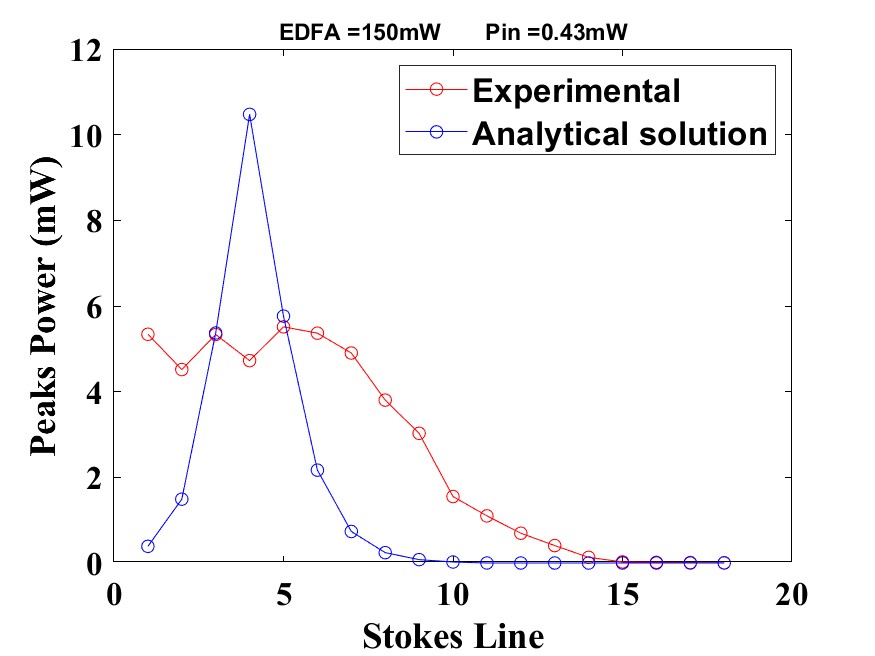 EDFA =150mW Pin =0.43mW
12
10
8
6
4
2
0
Peaks Power (mW)
Experimental
Analytical solution
0 5 10 15 20
Stokes Line